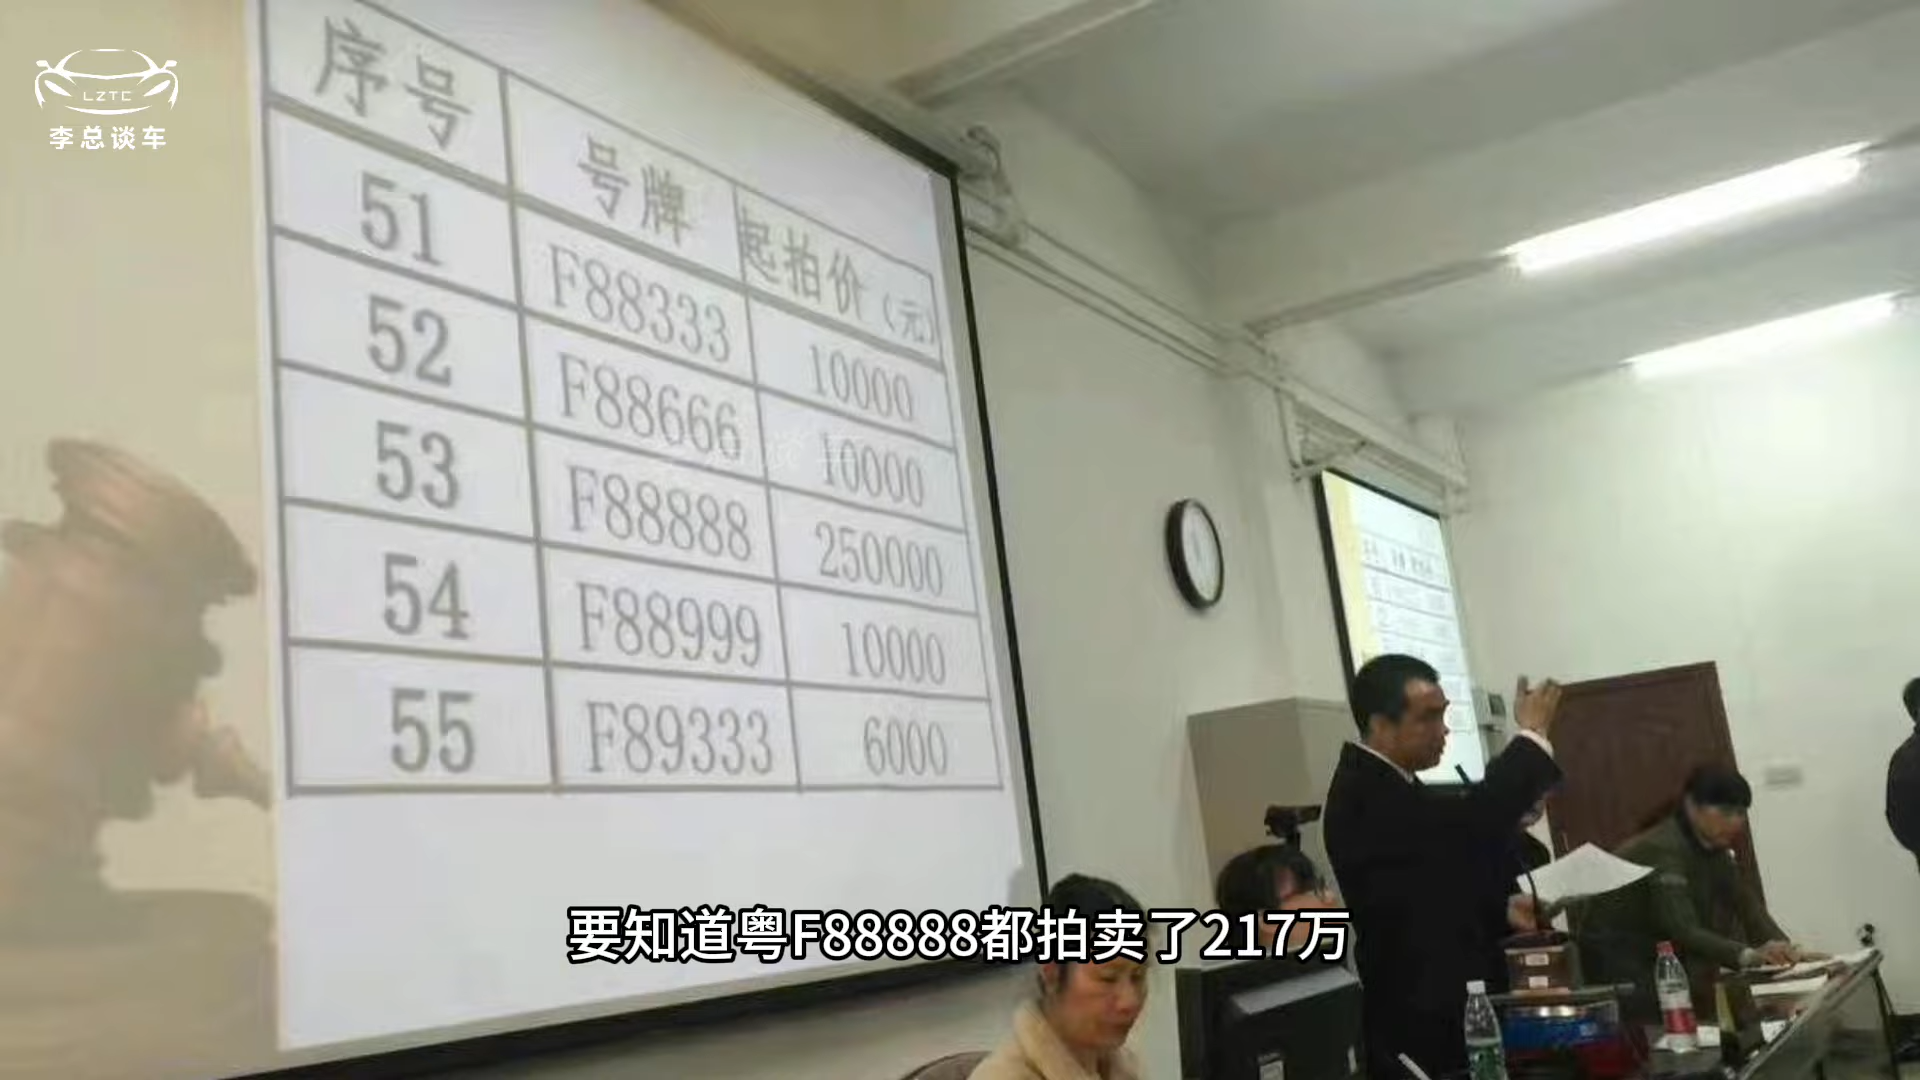 LZTC
李总谈车
序号 号牌 起拍价（元）
51 F88333 10000
52 F88666 10000
53 F88888 250000
54 F88999 10000
55 F89333 6000
要知道粤F88888都拍卖了217万